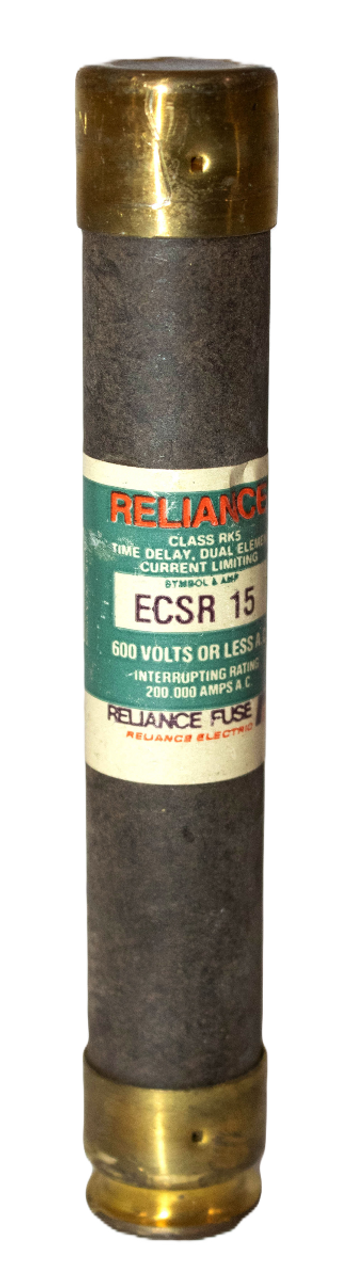 RELIANCE
CLASS RK5
TIME DELAY, DUAL ELEMEN
CURRENT LIMITING
SYMBOL & AMP
ECSR 15
600 VOLTS OR LESS A.C
INTERRUPTING RATING
200,000 AMPS A.C.
RELIANCE FUSE
RELIANCE ELECTRIC